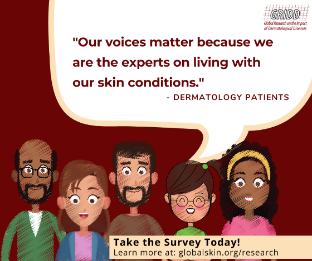 GRIDD
Global Research on the Impact
of Dermatological Diseases
"Our voices matter because we
are the experts on living with
our skin conditions."
- DERMATOLOGY PATIENTS
Take the Survey Today!
Learn more at: globalskin.org/research